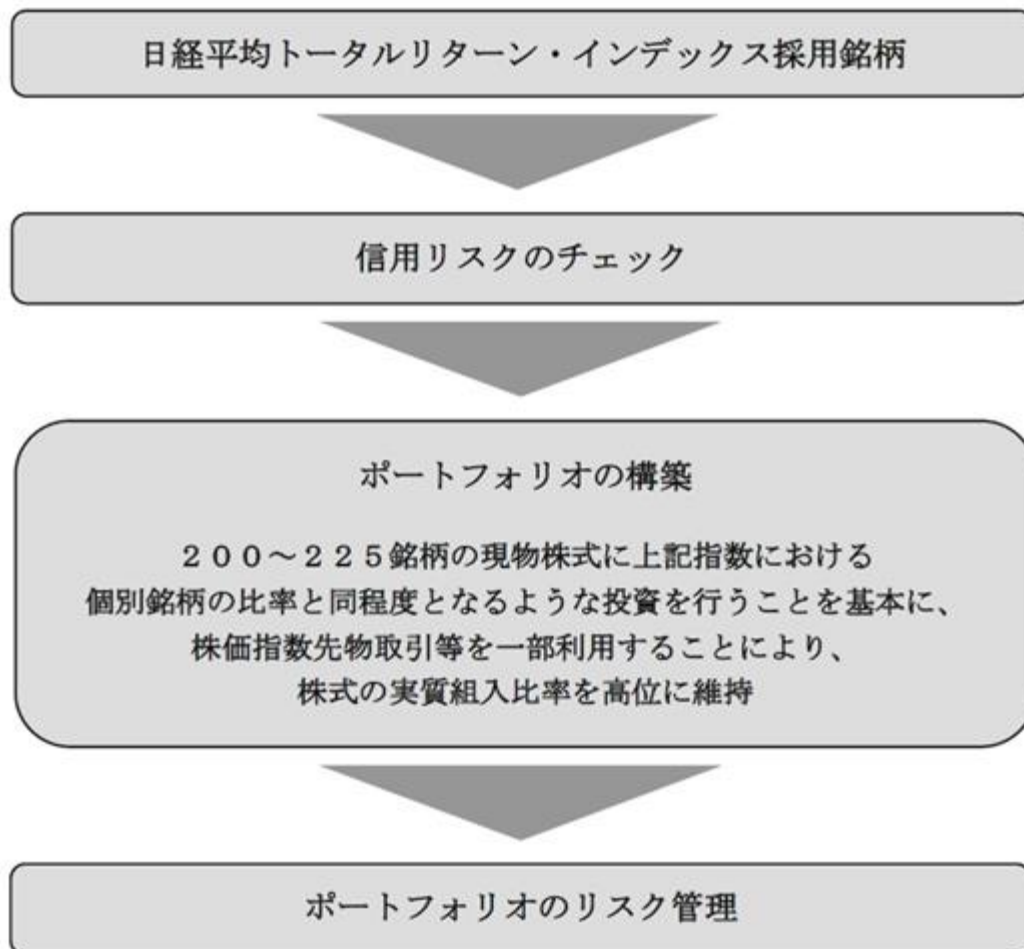 日経平均トータルリターン・インデックス採用銘柄
信用リスクのチェック
ポートフォリオの構築
２００～２２５銘柄の現物株式に上記指数における
個別銘柄の比率と同程度となるような投資を行うことを基本に、
株価指数先物取引等を一部利用することにより、
株式の実質組入比率を高位に維持
ポートフォリオのリスク管理